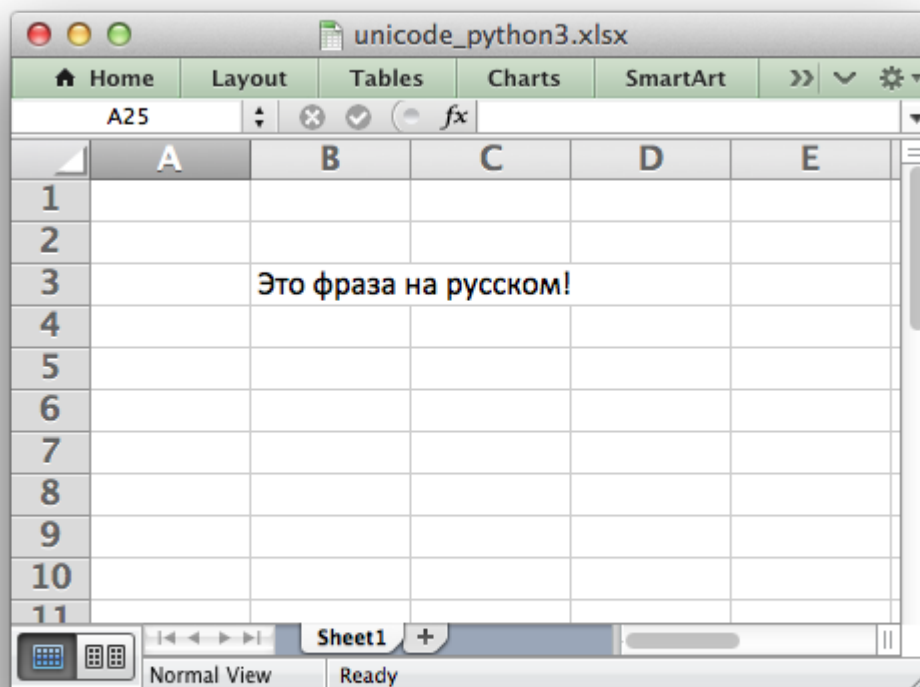 unicode_python3.xlsx
Home Layout Tables Charts SmartArt
A25 fx
A B C D E
1
2
3 Это фраза на русском!
4
5
6
7
8
9
10
11
Sheet1 +
Normal View Ready